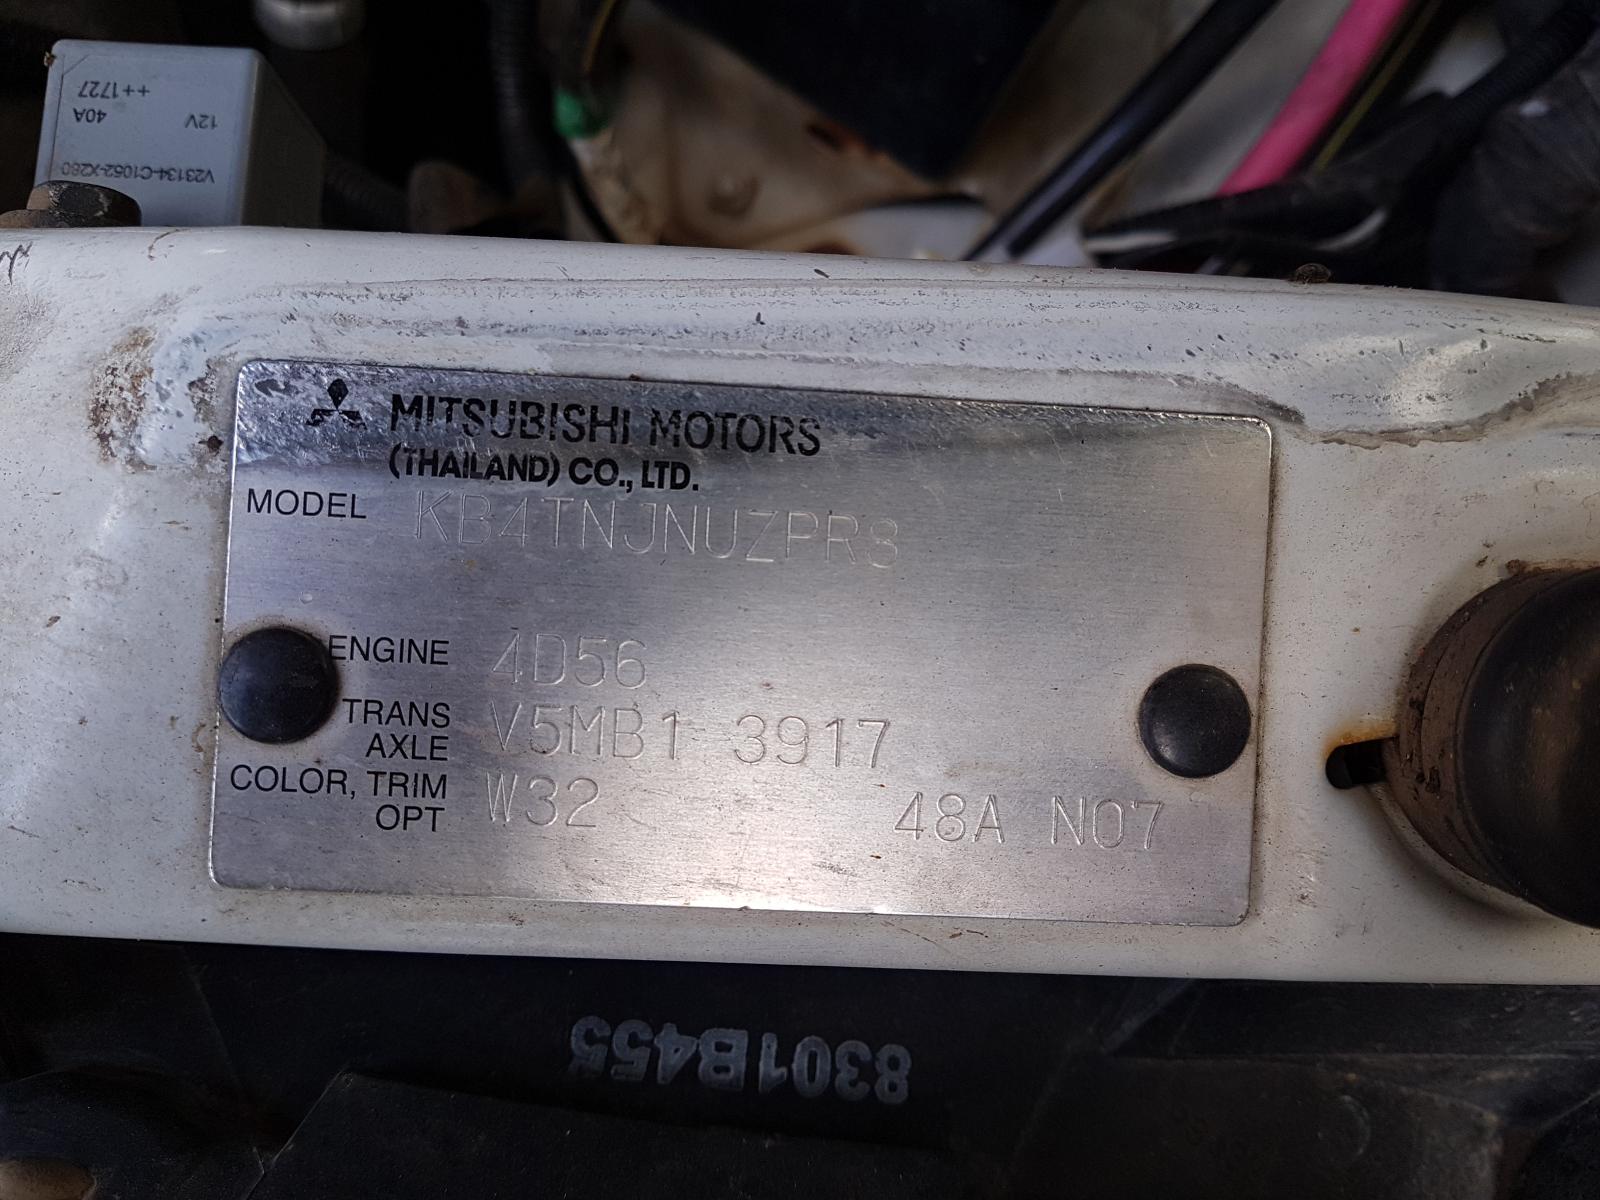 ++1727
40A 12V
V23134-C1052-X280
MITSUBISHI MOTORS
(THAILAND) CO., LTD.
MODEL KB4TNJNUZPR8
ENGINE 4D56
TRANS AXLE V5MB1 3917
COLOR, TRIM OPT W32 48A N07
8301B455